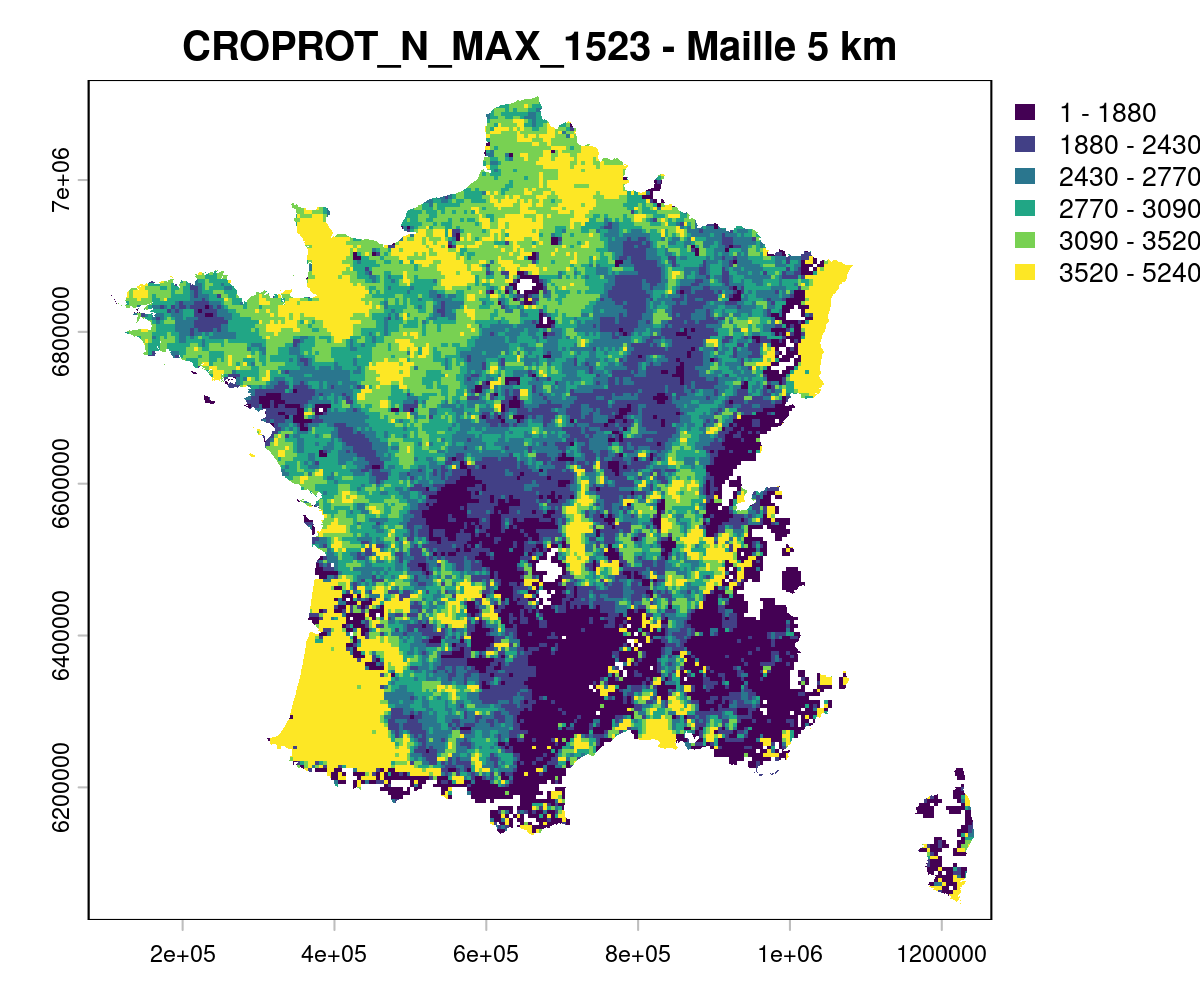 CROPROT_N_MAX_1523 - Maille 5 km
1 - 1880
1880 - 2430
2430 - 2770
2770 - 3090
3090 - 3520
3520 - 5240
7e+06
6800000
6600000
6400000
6200000
2e+05 4e+05 6e+05 8e+05 1e+06 1200000